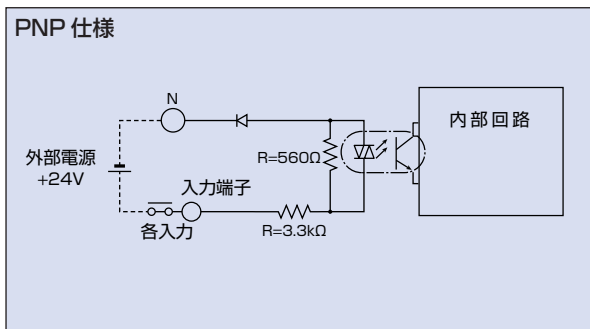 PNP 仕様
N
内部回路
外部電源
+24V
R=560Ω
入力端子
各入力
R=3.3kΩ